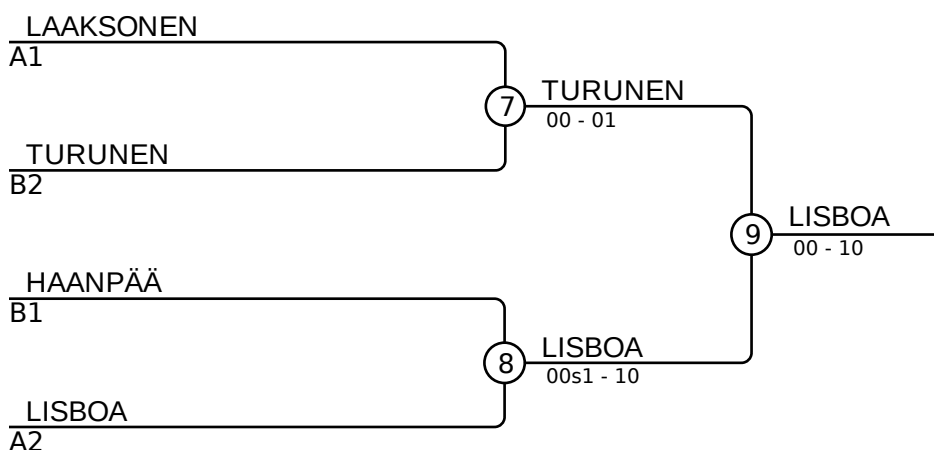 LAAKSONEN
A1
7
TURUNEN
00 - 01
TURUNEN
B2
9
LISBOA
00 - 10
HAANPÄÄ
B1
8
LISBOA
00s1 - 10
LISBOA
A2